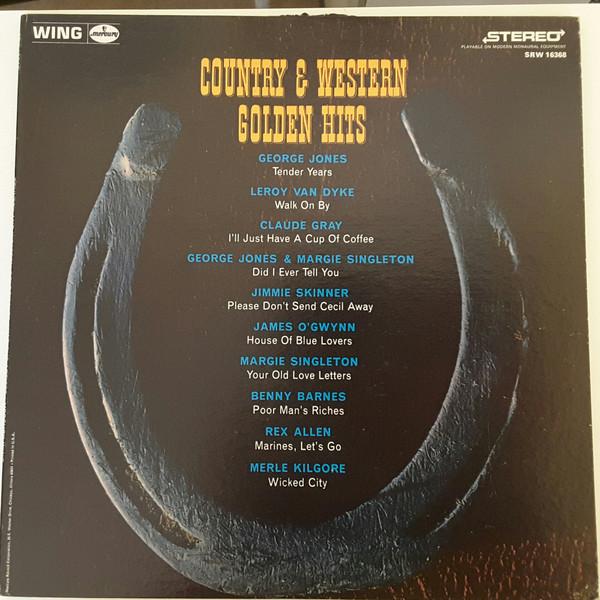 WING
mercury
STEREO
PLAYABLE ON MODERN MONAURAL EQUIPMENT
SRW 16368
COUNTRY & WESTERN
GOLDEN HITS
GEORGE JONES
Tender Years
LEROY VAN DYKE
Walk On By
CLAUDE GRAY
I'll Just Have A Cup Of Coffee
GEORGE JONES & MARGIE SINGLETON
Did I Ever Tell You
JIMMIE SKINNER
Please Don't Send Cecil Away
JAMES O'GWYNN
House Of Blue Lovers
MARGIE SINGLETON
Your Old Love Letters
BENNY BARNES
Poor Man's Riches
REX ALLEN
Marines, Let's Go
MERLE KILGORE
Wicked City